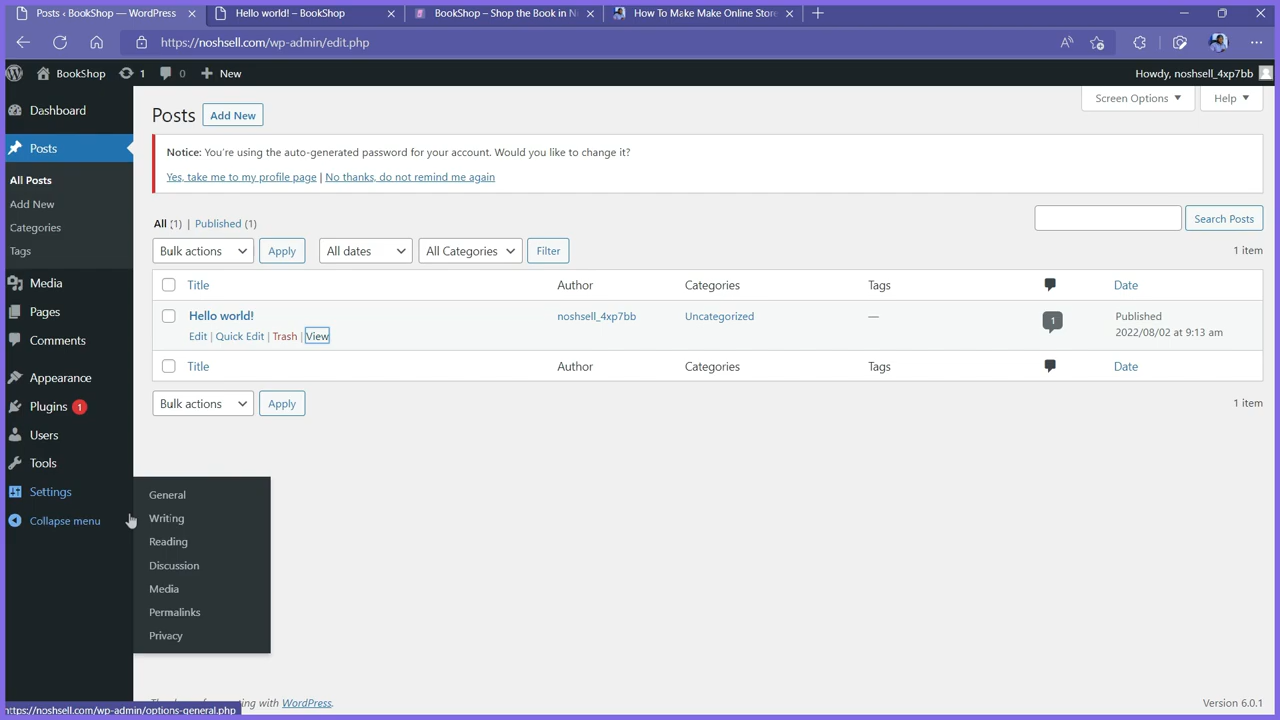 Posts ‹ BookShop — WordPress
Hello world! – BookShop
BookShop – Shop the Book in Ni
How To Make Make Online Store
https://noshsell.com/wp-admin/edit.php
BookShop 1 0 New
Howdy, noshsell_4xp7bb
Dashboard
Posts
All Posts
Add New
Categories
Tags
Media
Pages
Comments
Appearance
Plugins 1
Users
Tools
Settings
Collapse menu
General
Writing
Reading
Discussion
Media
Permalinks
Privacy
Screen Options Help
Posts Add New
Notice: You're using the auto-generated password for your account. Would you like to change it?
Yes, take me to my profile page | No thanks, do not remind me again
All (1) | Published (1)
Search Posts
Bulk actions Apply All dates All Categories Filter 1 item
Title Author Categories Tags Date
Hello world! noshsell_4xp7bb Uncategorized — 1 Published
Edit | Quick Edit | Trash | View 2022/08/02 at 9:13 am
Title Author Categories Tags Date
Bulk actions Apply 1 item
ing with WordPress. Version 6.0.1
https://noshsell.com/wp-admin/options-general.php